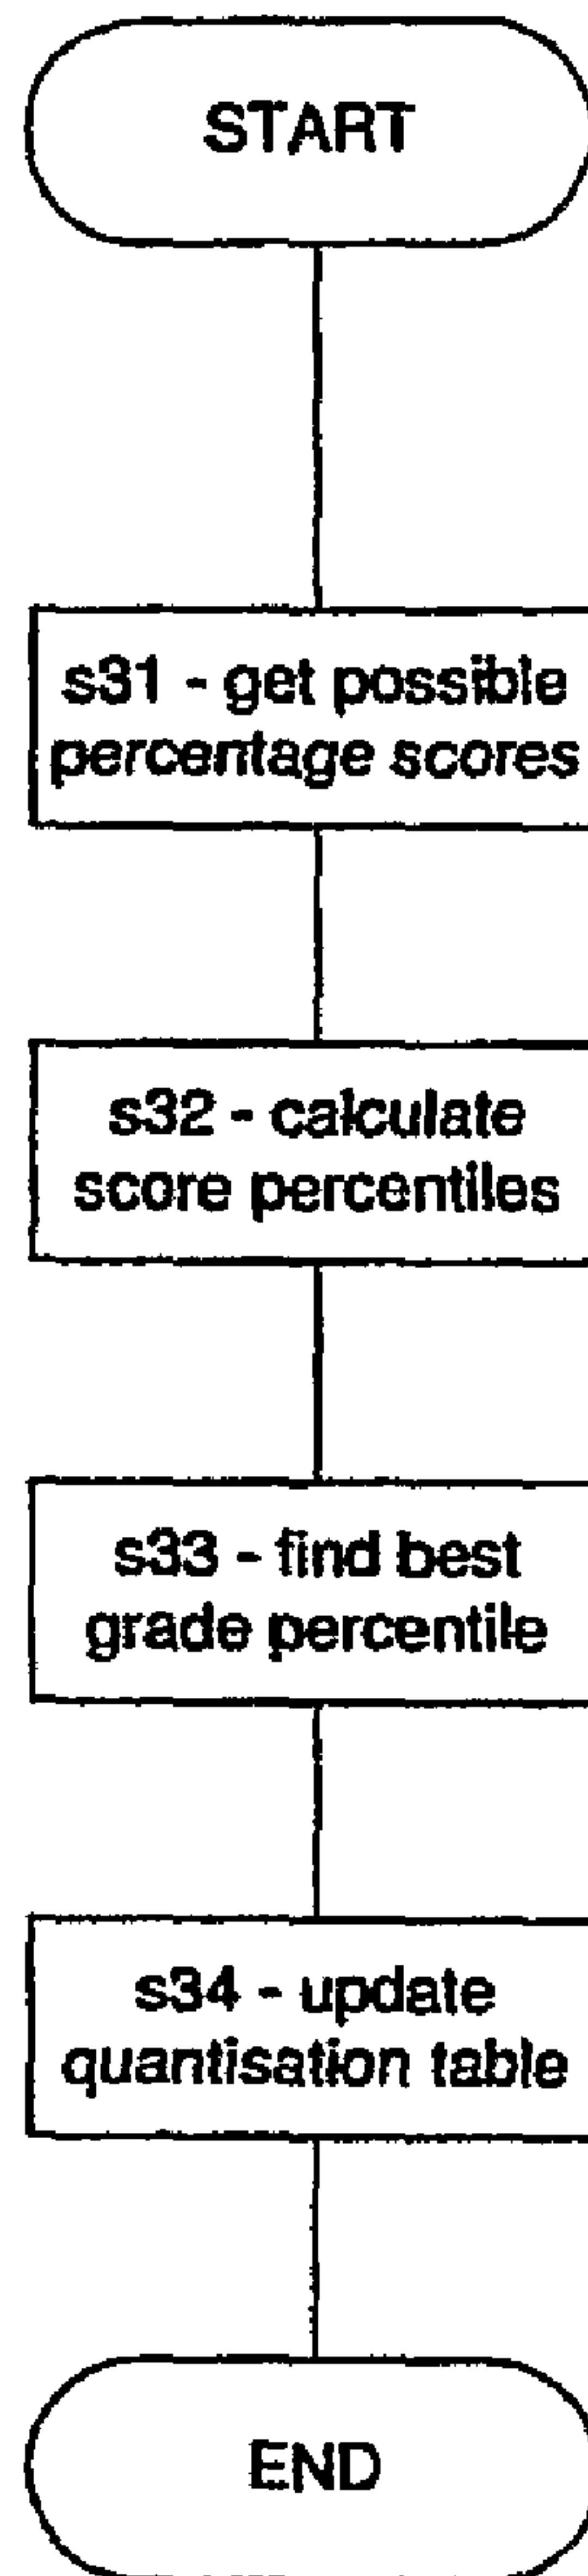 START
s31 - get possible
percentage scores
s32 - calculate
score percentiles
s33 - find best
grade percentile
s34 - update
quantisation table
END